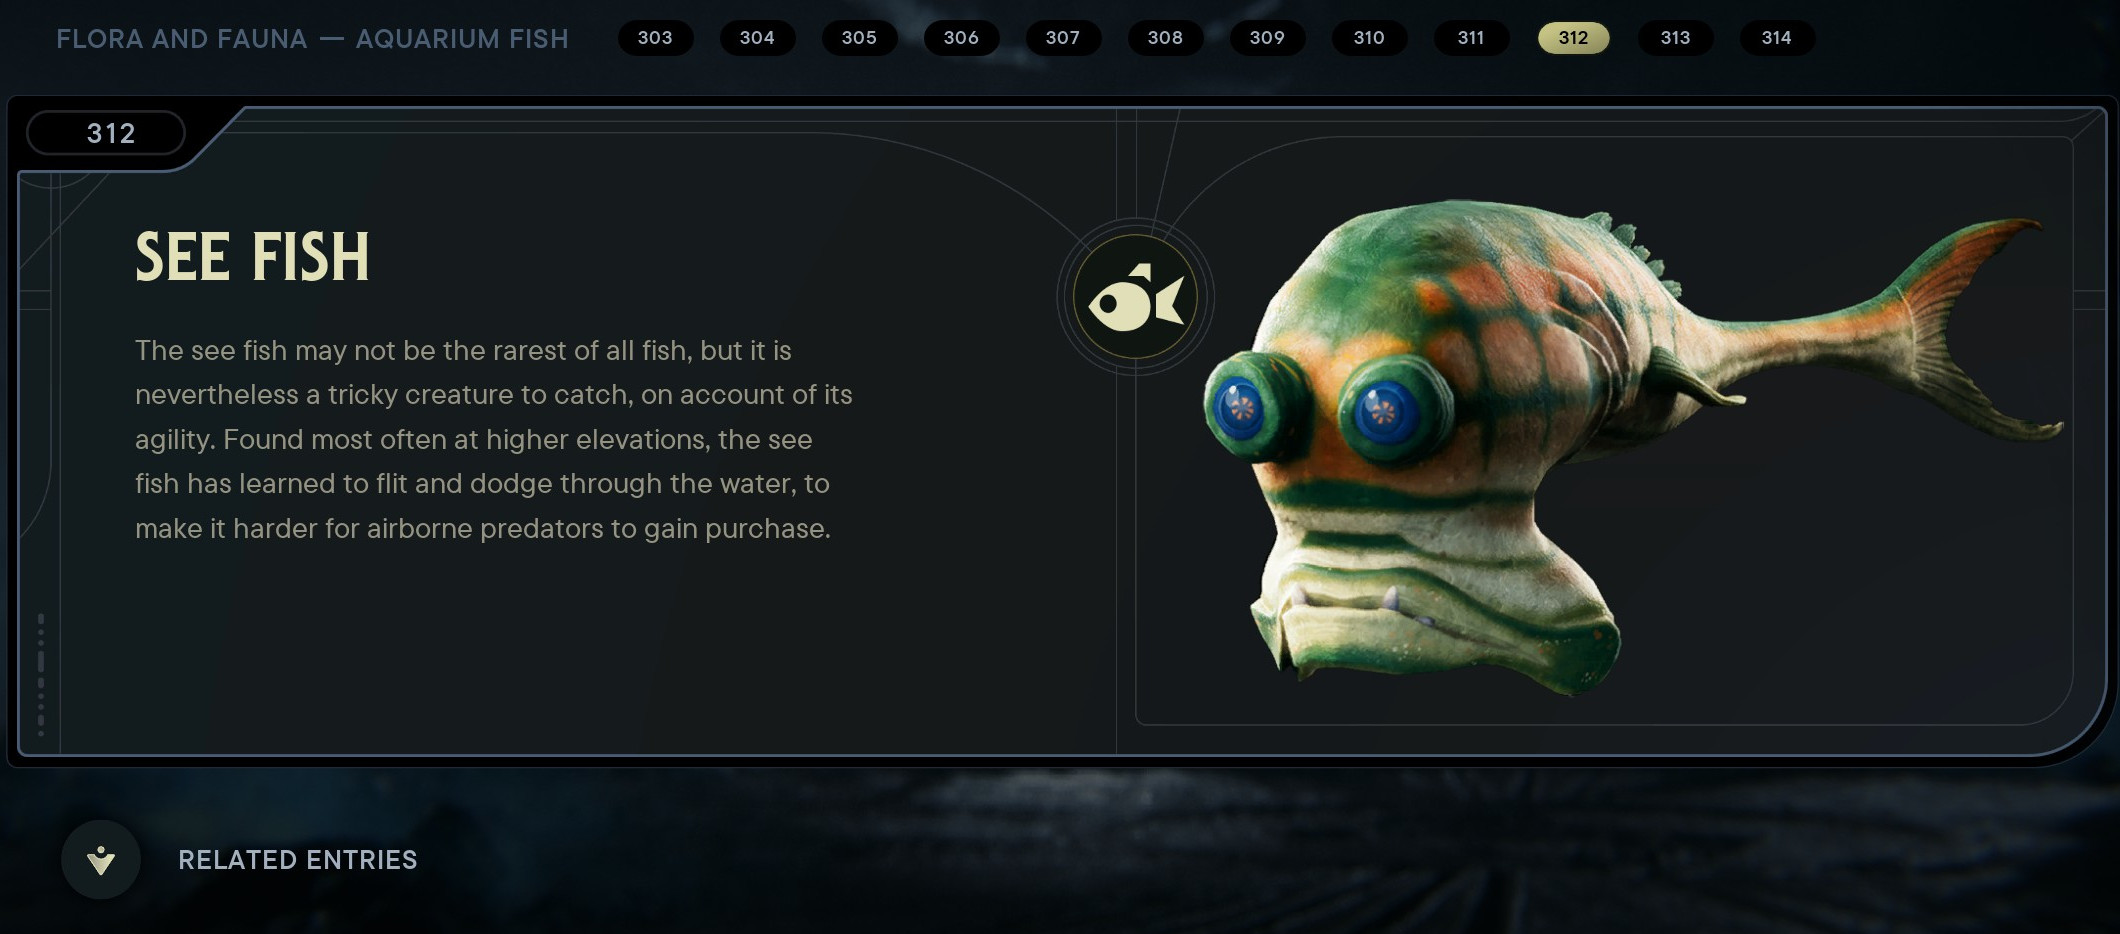 FLORA AND FAUNA — AQUARIUM FISH 303 304 305 306 307 308 309 310 311 312 313 314
312
SEE FISH
The see fish may not be the rarest of all fish, but it is
nevertheless a tricky creature to catch, on account of its
agility. Found most often at higher elevations, the see
fish has learned to flit and dodge through the water, to
make it harder for airborne predators to gain purchase.
RELATED ENTRIES